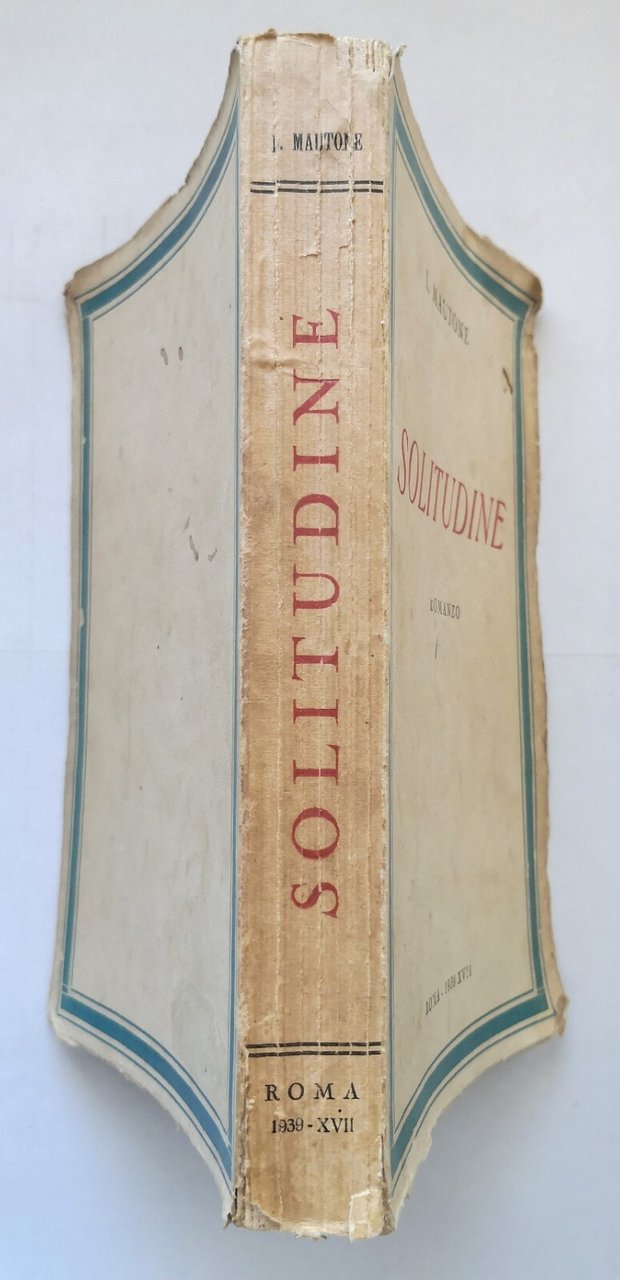 I. MAUTONE
SOLITUDINE
ROMA
1939-XVII
I. MAUTONE
SOLITUDINE
ROMANZO
ROMA - 1939-XVII